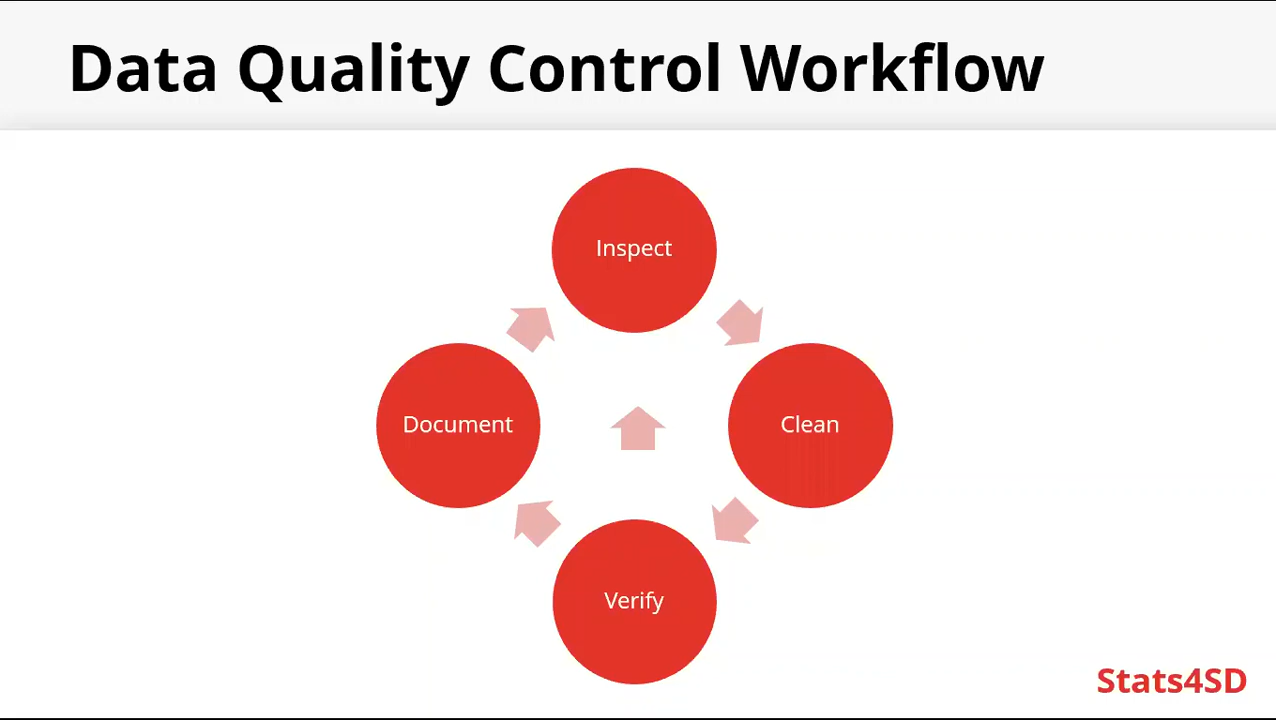 Data Quality Control Workflow
Inspect
Document
Clean
Verify
Stats4SD